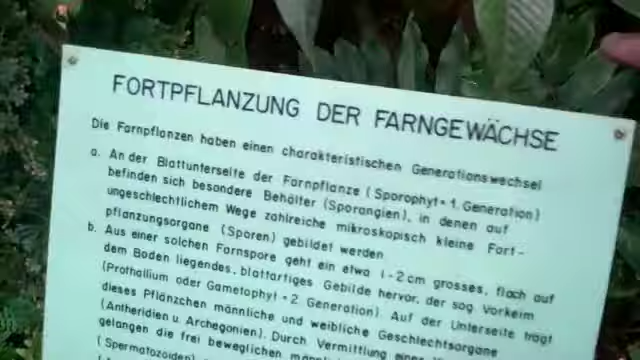 FORTPFLANZUNG DER FARNGEWÄCHSE
Die Farnpflanzen haben einen charakteristischen Generationswechsel
a. An der Blattunterseite der Farnpflanze (Sporophyt = 1. Generation)
befinden sich besondere Behälter (Sporangien), in denen auf
ungeschlechtlichem Wege zahlreiche mikroskopisch kleine Fort-
pflanzungsorgane (Sporen) gebildet werden
b. Aus einer solchen Farnspore geht ein etwa 1-2cm grosses, flach auf
dem Boden liegendes, blattartiges Gebilde hervor, der sog Vorkeim
(Prothallium oder Gametophyt = 2. Generation). Auf der Unterseite trägt
dieses Pflänzchen männliche und weibliche Geschlechtsorgane
(Antheridien u. Archegonien). Durch Vermittlung
gelangen die frei beweglichen
(Spermatozoiden)